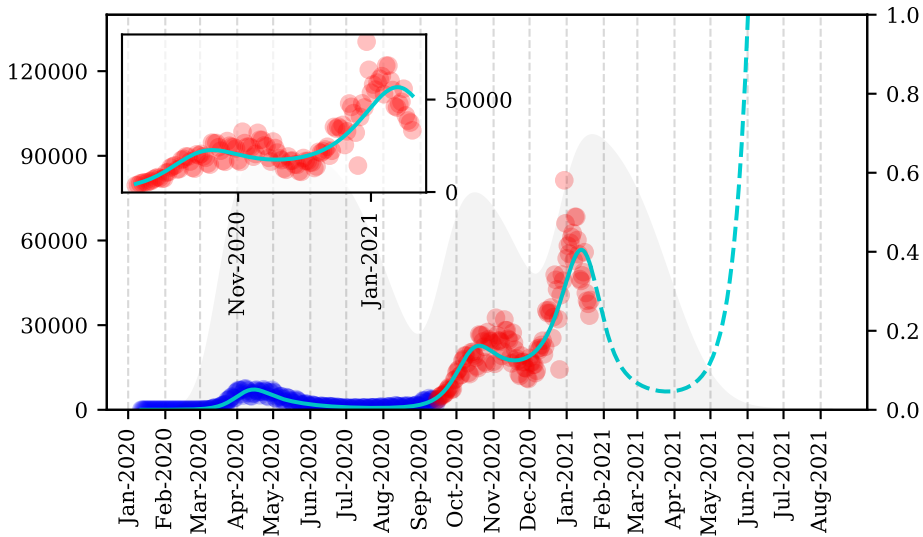 120000
90000
60000
30000
0
1.0
0.8
0.6
0.4
0.2
0.0
50000
0
Nov-2020
Jan-2021
Jan-2020
Feb-2020
Mar-2020
Apr-2020
May-2020
Jun-2020
Jul-2020
Aug-2020
Sep-2020
Oct-2020
Nov-2020
Dec-2020
Jan-2021
Feb-2021
Mar-2021
Apr-2021
May-2021
Jun-2021
Jul-2021
Aug-2021